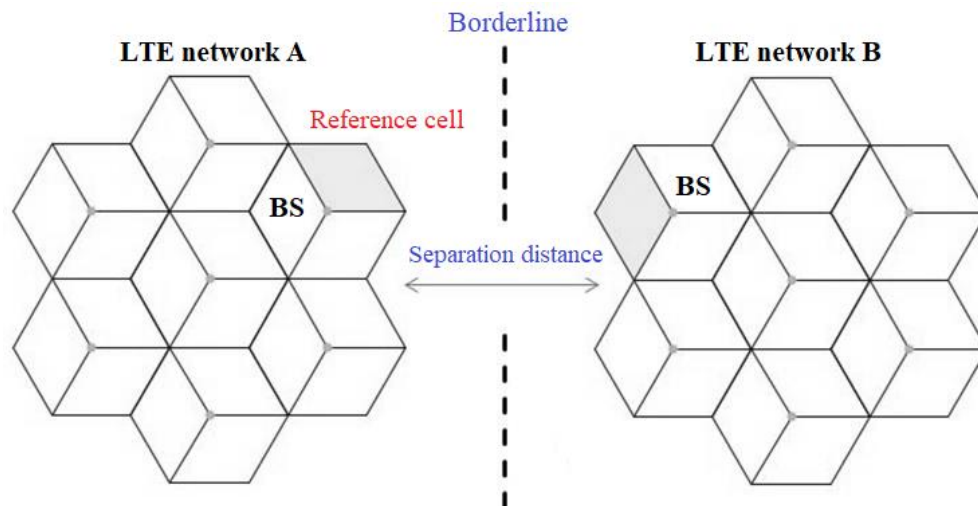 Borderline
LTE network A
LTE network B
Reference cell
BS
BS
Separation distance